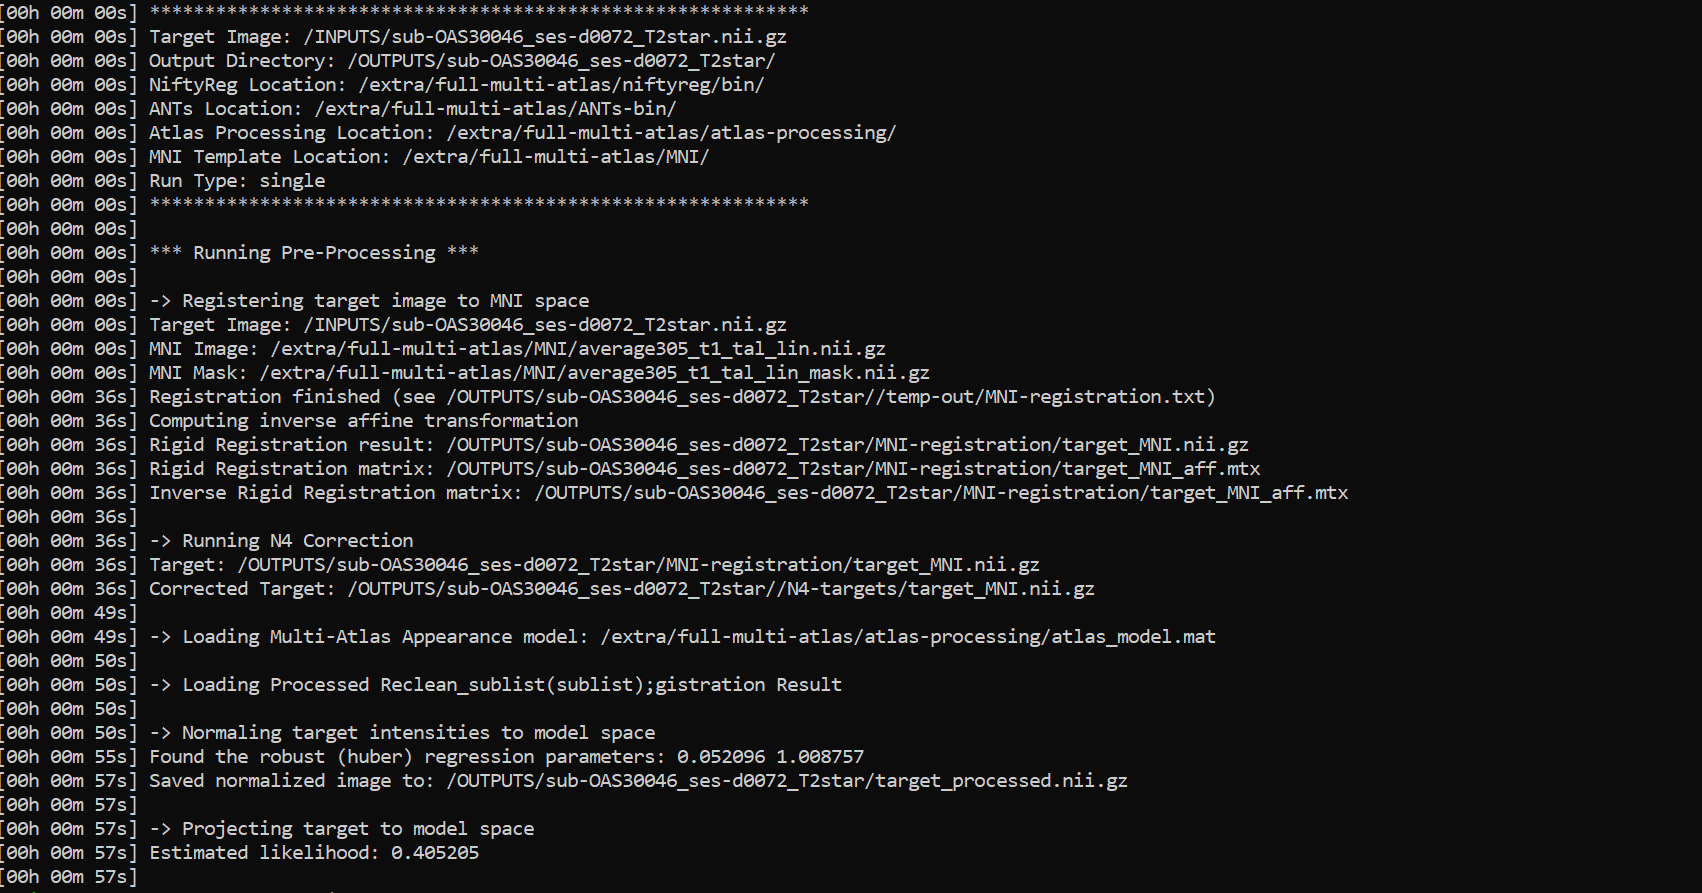 [00h 00m 00s] ************************************************************
[00h 00m 00s] Target Image: /INPUTS/sub-OAS30046_ses-d0072_T2star.nii.gz
[00h 00m 00s] Output Directory: /OUTPUTS/sub-OAS30046_ses-d0072_T2star/
[00h 00m 00s] NiftyReg Location: /extra/full-multi-atlas/niftyreg/bin/
[00h 00m 00s] ANTs Location: /extra/full-multi-atlas/ANTs-bin/
[00h 00m 00s] Atlas Processing Location: /extra/full-multi-atlas/atlas-processing/
[00h 00m 00s] MNI Template Location: /extra/full-multi-atlas/MNI/
[00h 00m 00s] Run Type: single
[00h 00m 00s] ************************************************************
[00h 00m 00s]
[00h 00m 00s] *** Running Pre-Processing ***
[00h 00m 00s]
[00h 00m 00s] -> Registering target image to MNI space
[00h 00m 00s] Target Image: /INPUTS/sub-OAS30046_ses-d0072_T2star.nii.gz
[00h 00m 00s] MNI Image: /extra/full-multi-atlas/MNI/average305_t1_tal_lin.nii.gz
[00h 00m 00s] MNI Mask: /extra/full-multi-atlas/MNI/average305_t1_tal_lin_mask.nii.gz
[00h 00m 36s] Registration finished (see /OUTPUTS/sub-OAS30046_ses-d0072_T2star//temp-out/MNI-registration.txt)
[00h 00m 36s] Computing inverse affine transformation
[00h 00m 36s] Rigid Registration result: /OUTPUTS/sub-OAS30046_ses-d0072_T2star/MNI-registration/target_MNI.nii.gz
[00h 00m 36s] Rigid Registration matrix: /OUTPUTS/sub-OAS30046_ses-d0072_T2star/MNI-registration/target_MNI_aff.mtx
[00h 00m 36s] Inverse Rigid Registration matrix: /OUTPUTS/sub-OAS30046_ses-d0072_T2star/MNI-registration/target_MNI_aff.mtx
[00h 00m 36s]
[00h 00m 36s] -> Running N4 Correction
[00h 00m 36s] Target: /OUTPUTS/sub-OAS30046_ses-d0072_T2star/MNI-registration/target_MNI.nii.gz
[00h 00m 36s] Corrected Target: /OUTPUTS/sub-OAS30046_ses-d0072_T2star//N4-targets/target_MNI.nii.gz
[00h 00m 49s]
[00h 00m 49s] -> Loading Multi-Atlas Appearance model: /extra/full-multi-atlas/atlas-processing/atlas_model.mat
[00h 00m 50s]
[00h 00m 50s] -> Loading Processed Reclean_sublist(sublist);gistration Result
[00h 00m 50s]
[00h 00m 50s] -> Normaling target intensities to model space
[00h 00m 55s] Found the robust (huber) regression parameters: 0.052096 1.008757
[00h 00m 57s] Saved normalized image to: /OUTPUTS/sub-OAS30046_ses-d0072_T2star/target_processed.nii.gz
[00h 00m 57s]
[00h 00m 57s] -> Projecting target to model space
[00h 00m 57s] Estimated likelihood: 0.405205
[00h 00m 57s]